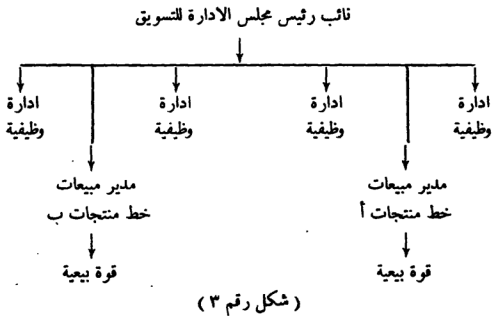 نائب رئيس مجلس الادارة للتسويق
ادارة وظيفية
ادارة وظيفية
ادارة وظيفية
ادارة وظيفية
مدير مبيعات
خط منتجات أ
مدير مبيعات
خط منتجات ب
قوة بيعية
قوة بيعية
( شكل رقم ٣ )